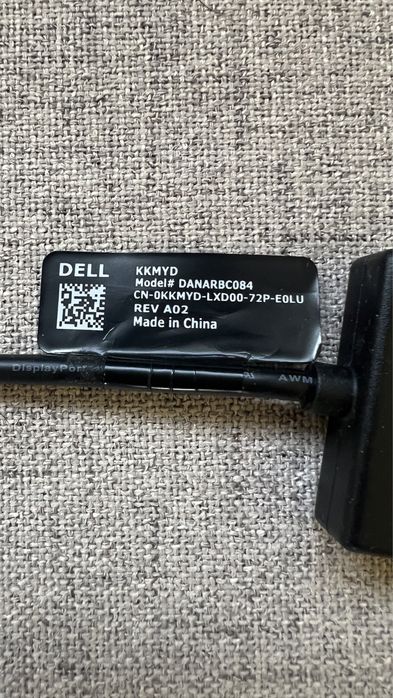 DELL
KKMYD
Model# DANARBC084
CN-0KKMYD-LXD00-72P-E0LU
REV A02
Made in China
DisplayPort
AWM